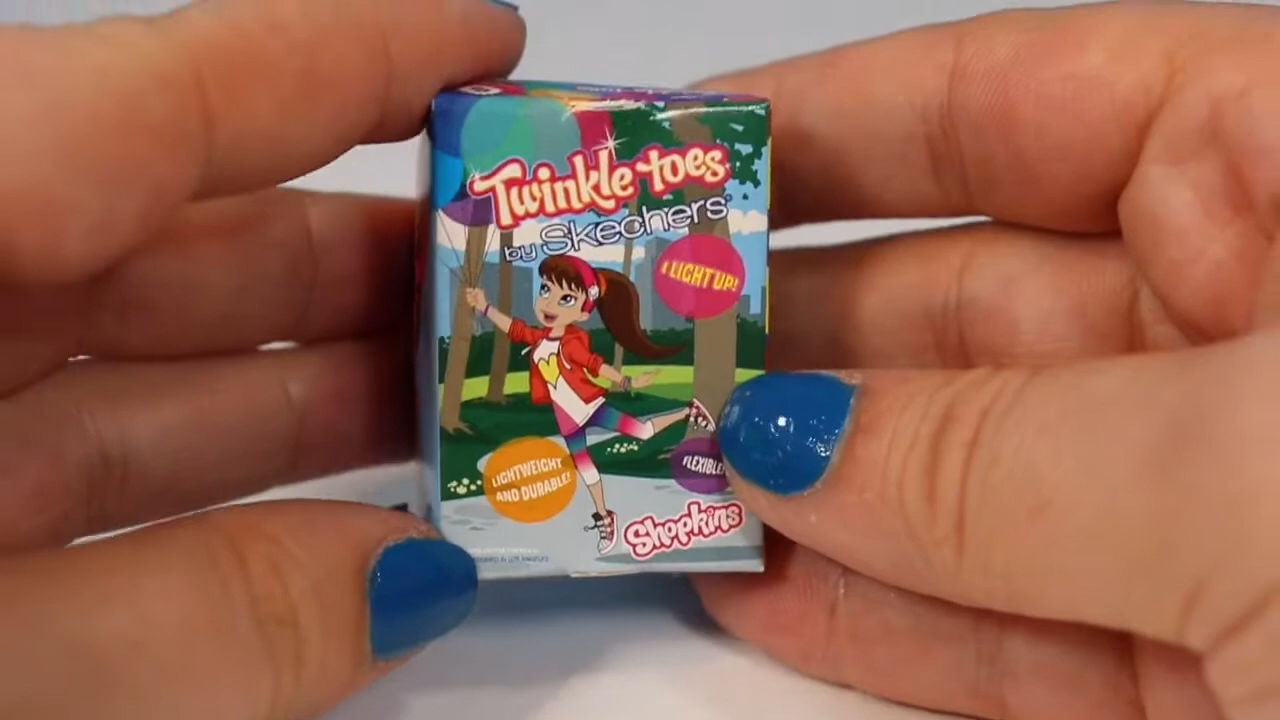 Twinkle toes
by Skechers
I LIGHT UP!
LIGHTWEIGHT
AND DURABLE!
FLEXIBLE!
Shopkins